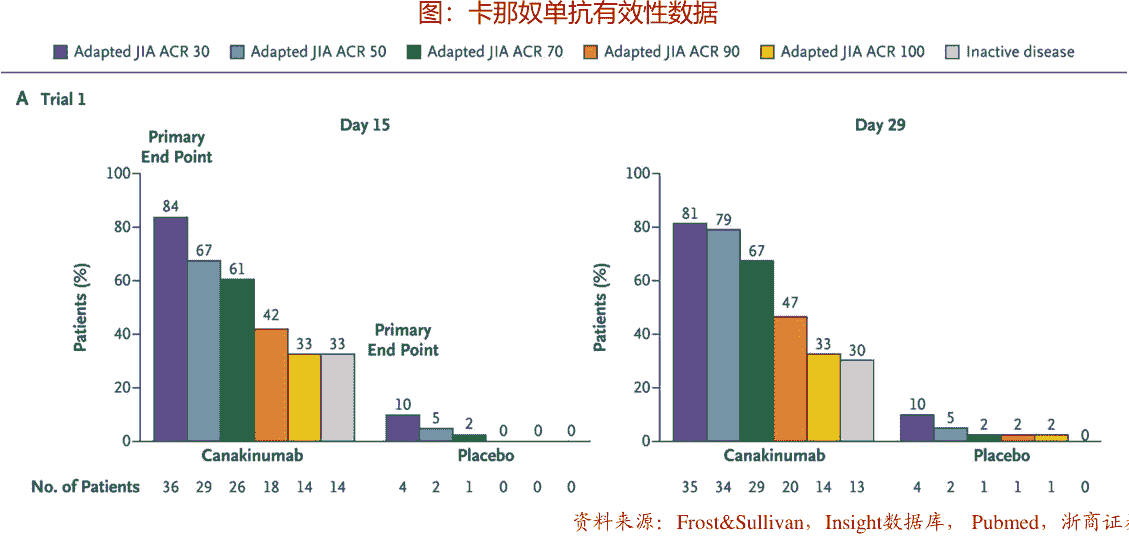 图：卡那奴单抗有效性数据
Adapted JIA ACR 30 Adapted JIA ACR 50 Adapted JIA ACR 70 Adapted JIA ACR 90 Adapted JIA ACR 100 Inactive disease
A Trial 1
Day 15
Primary
End Point
Patients (%)
100
80
60
40
20
0
84
67
61
42
33
33
Primary
End Point
10
5
2
0
0
0
Canakinumab Placebo
No. of Patients 36 29 26 18 14 14 4 2 1 0 0 0
Day 29
Patients (%)
100
80
60
40
20
0
81
79
67
47
33
30
10
5
2
2
2
0
Canakinumab Placebo
35 34 29 20 14 13 4 2 1 1 1 0
资料来源：Frost&Sullivan，Insight数据库， Pubmed，浙商证